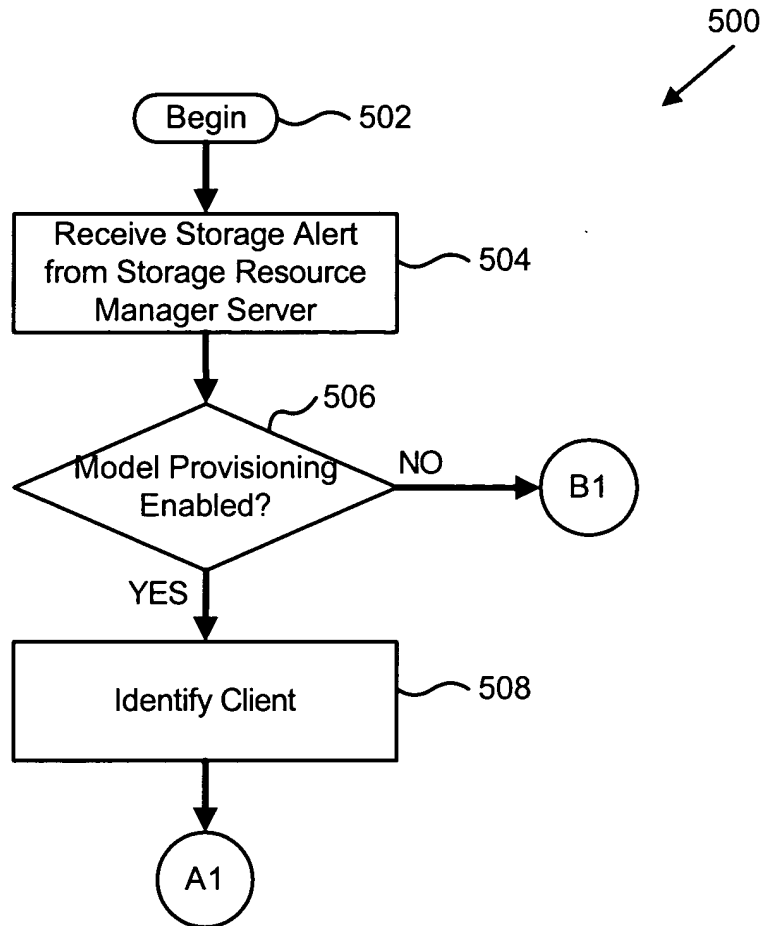 500
Begin
502
Receive Storage Alert
from Storage Resource
Manager Server
504
506
Model Provisioning
Enabled?
NO
B1
YES
Identify Client
508
A1